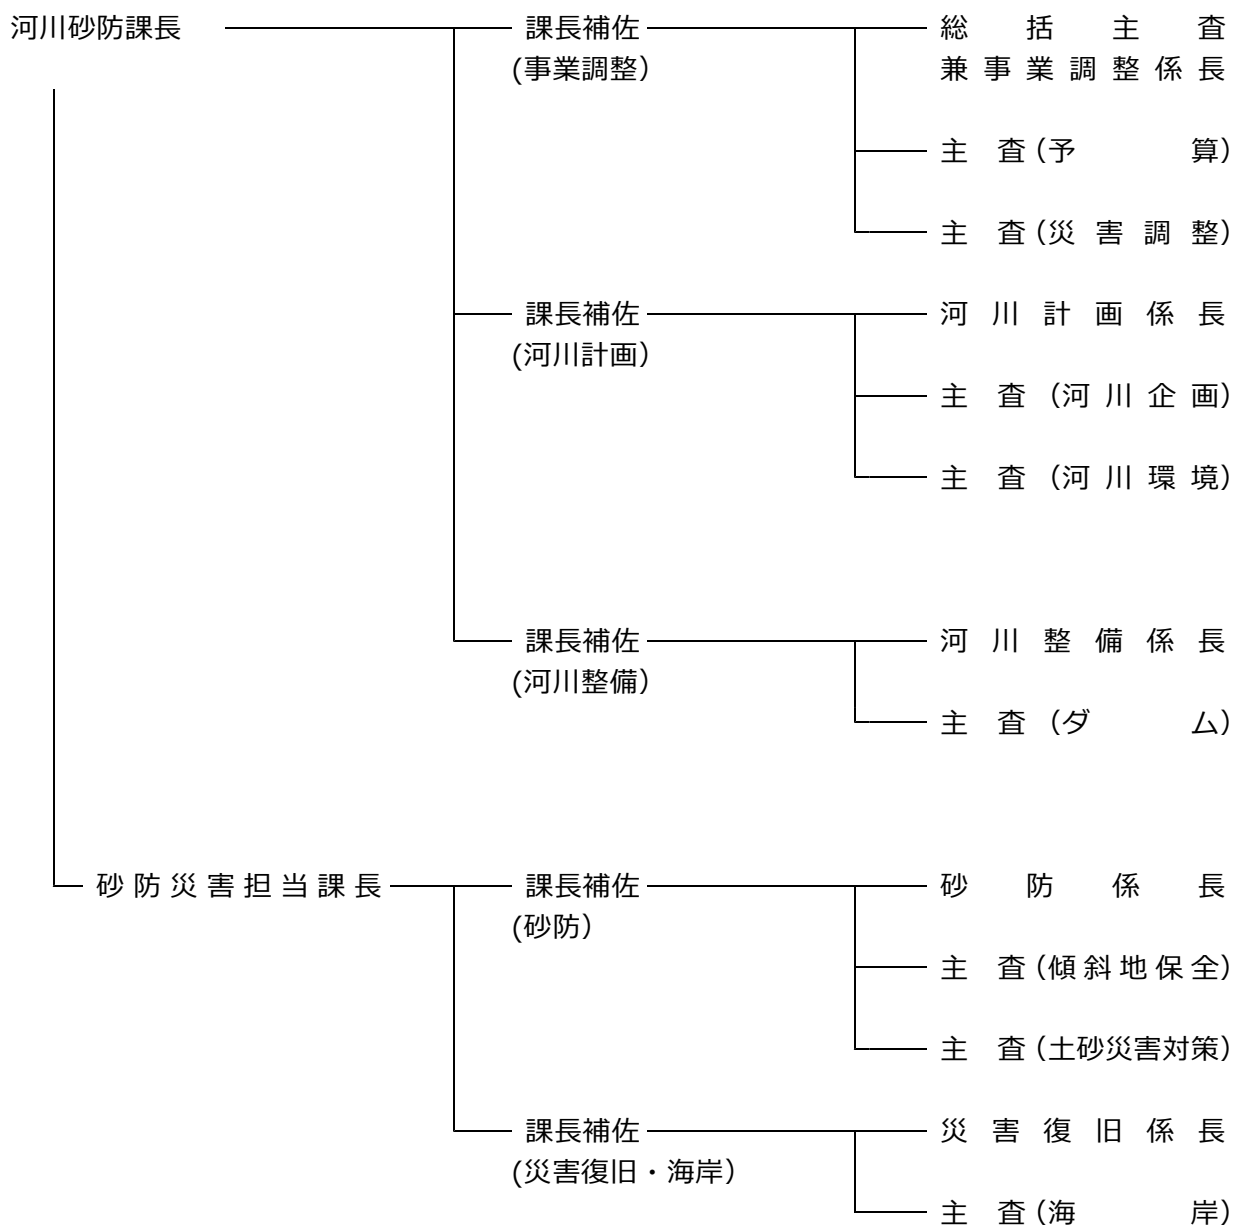 河川砂防課長 課長補佐 総括主査
(事業調整) 兼事業調整係長
主査(予算)
主査(災害調整)
課長補佐 河川計画係長
(河川計画)
主査(河川企画)
主査(河川環境)
課長補佐 河川整備係長
(河川整備)
主査(ダム)
砂防災害担当課長 課長補佐 砂防係長
(砂防)
主査(傾斜地保全)
主査(土砂災害対策)
課長補佐 災害復旧係長
(災害復旧・海岸)
主査(海岸)